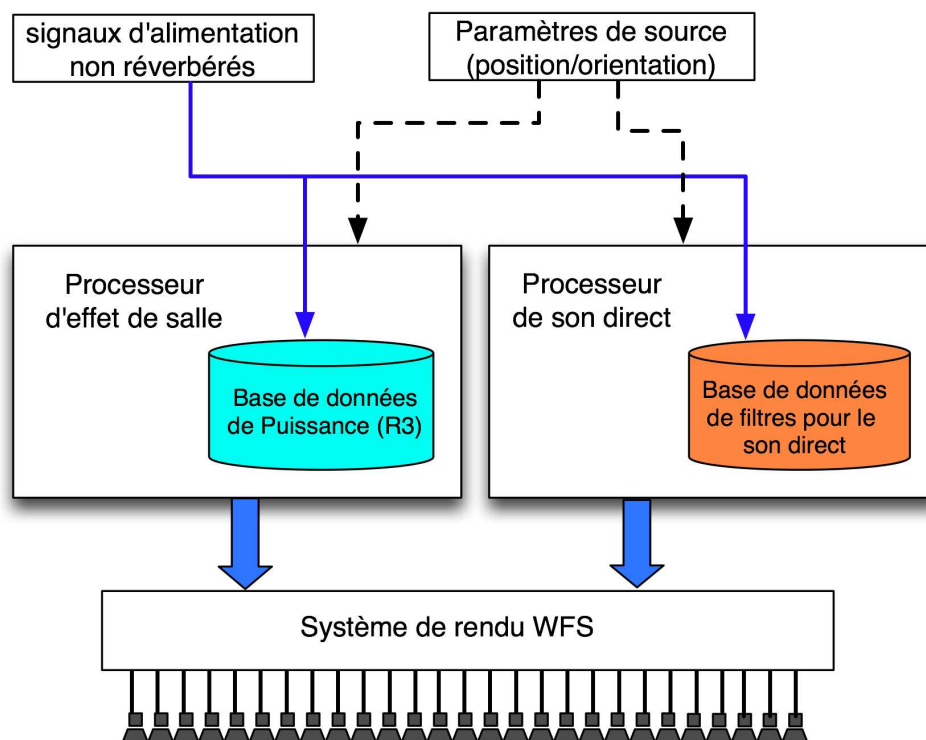 signaux d'alimentation
non réverbérés
Paramètres de source
(position/orientation)
Processeur
d'effet de salle
Base de données
de Puissance (R3)
Processeur
de son direct
Base de données
de filtres pour le
son direct
Système de rendu WFS